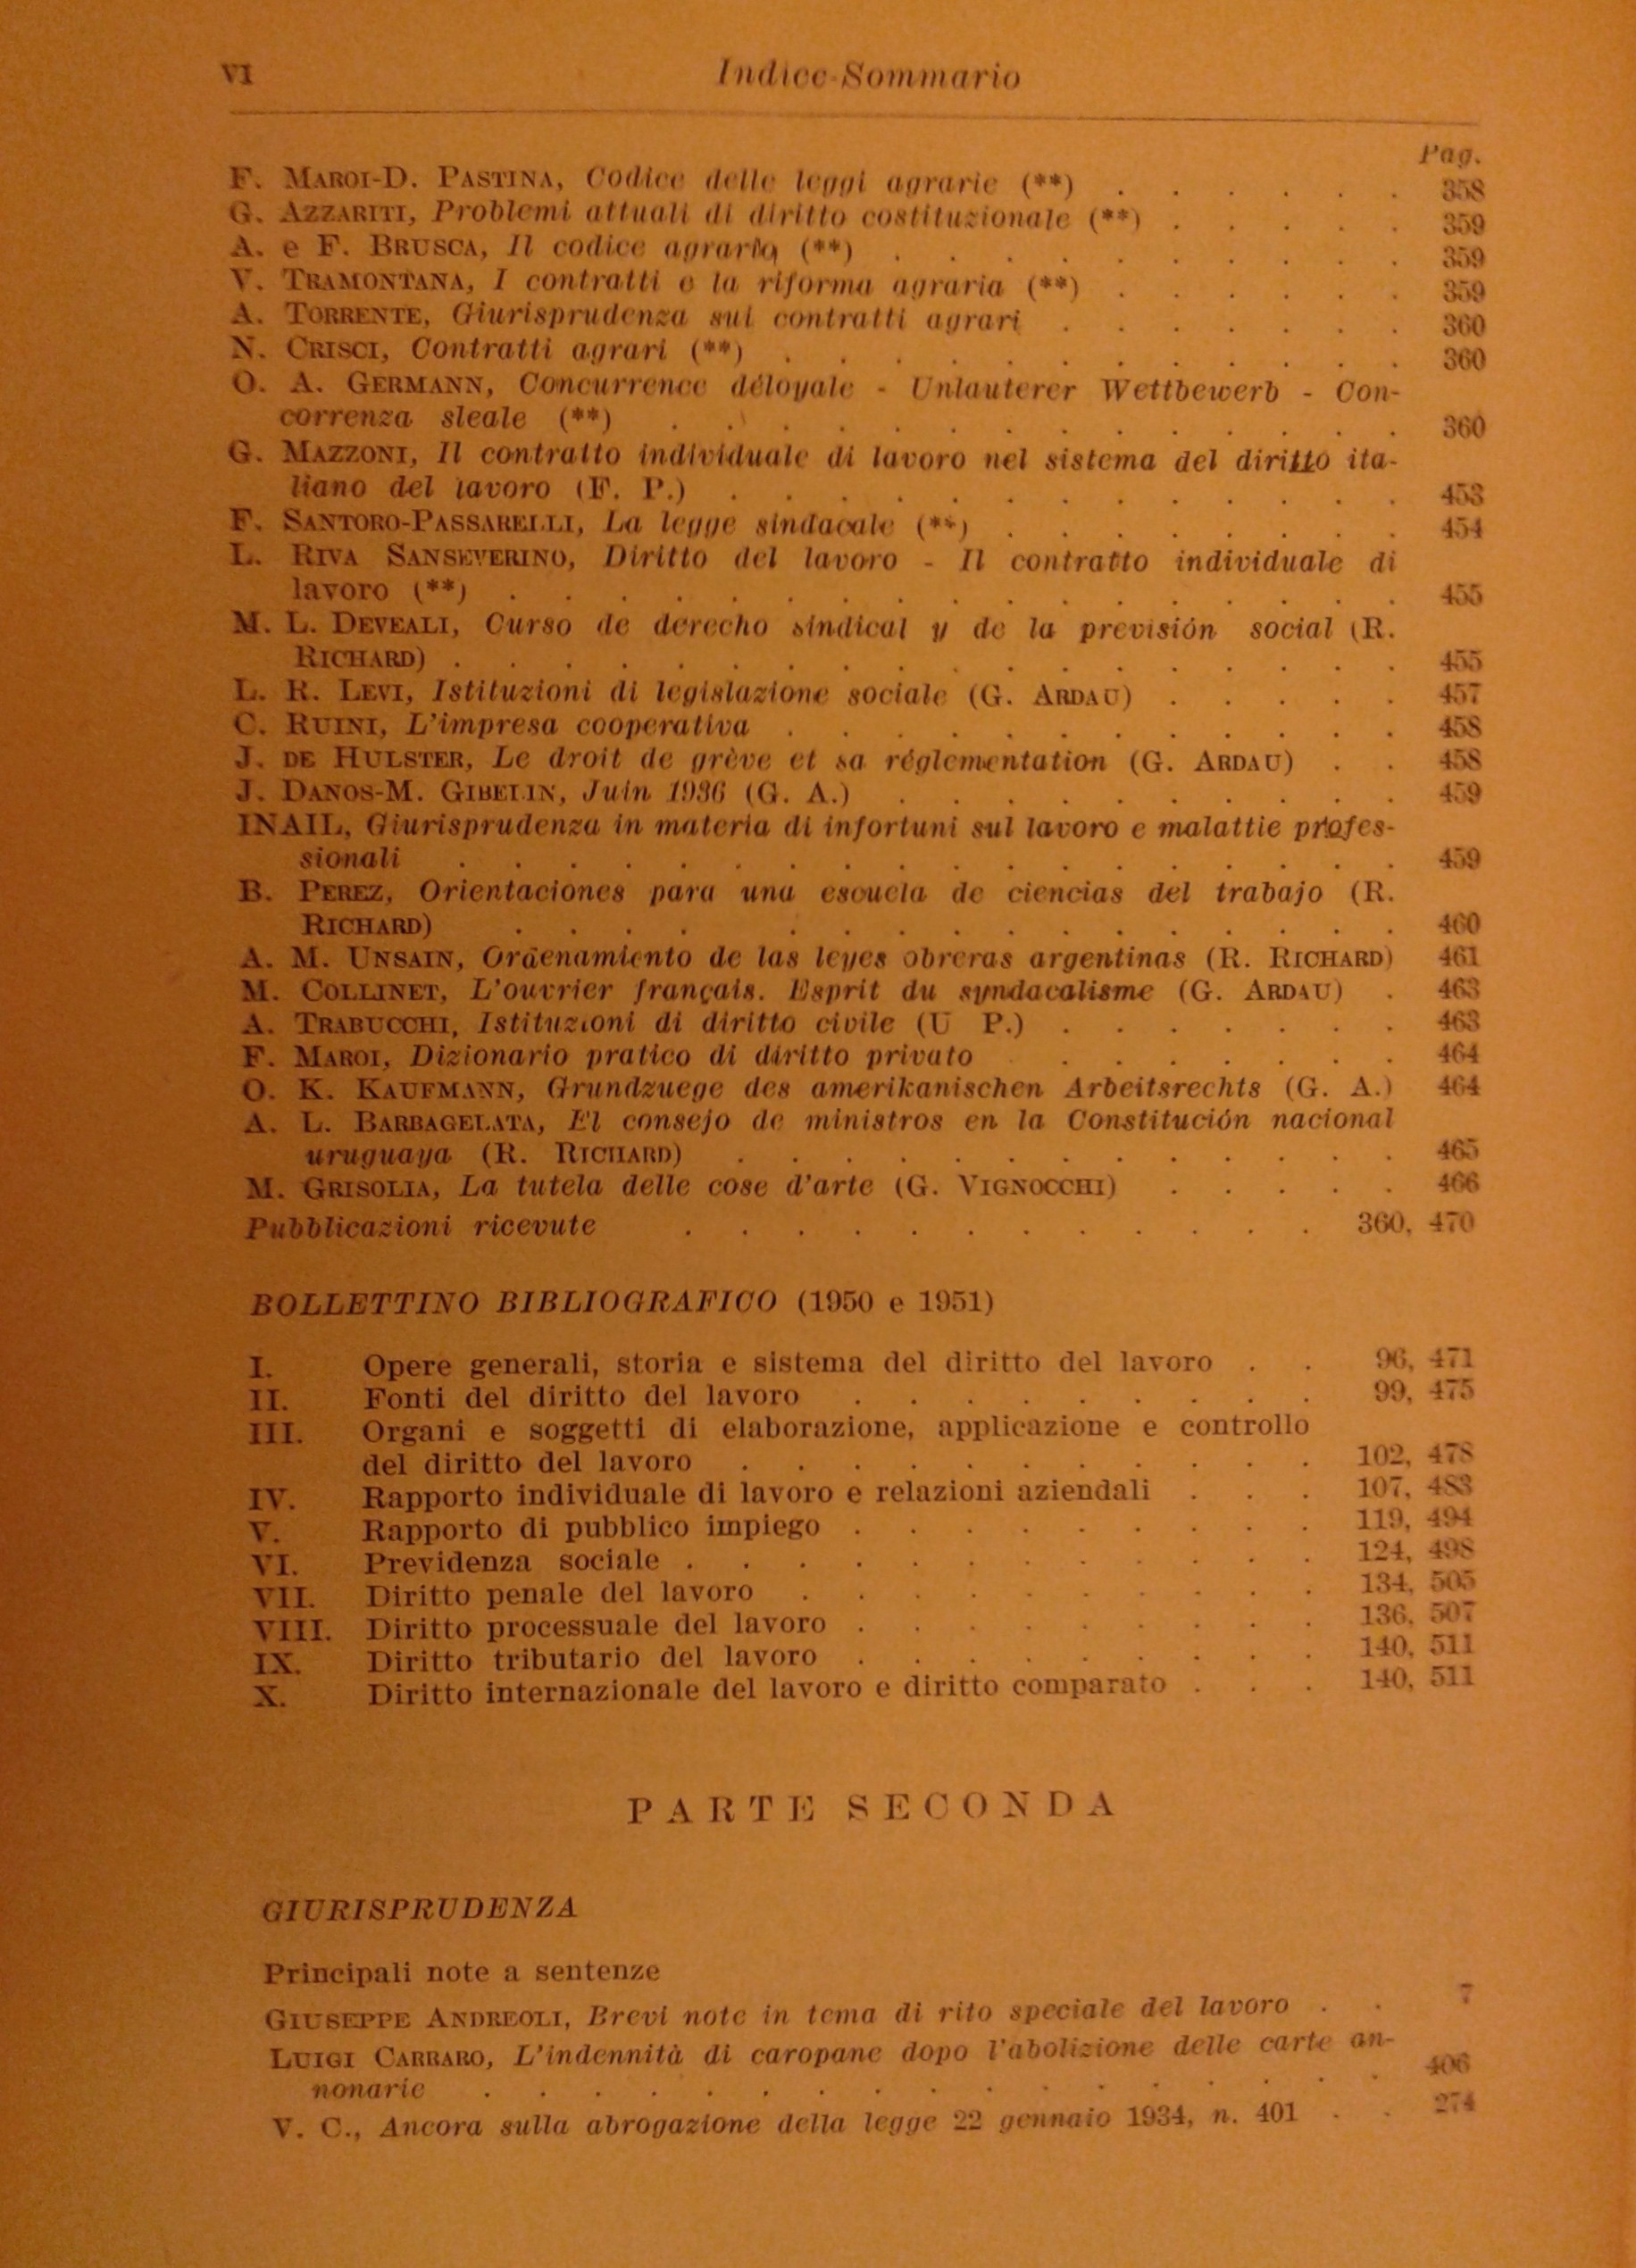 VI Indice-Sommario
Pag.
F. MAROI-D. PASTINA, Codice delle leggi agrarie (**) . . . . . . 358
G. AZZARITI, Problemi attuali di diritto costituzionale (**) . . . . . 359
A. e F. BRUSCA, Il codice agrario (**) . . . . . . . . . . 359
V. TRAMONTANA, I contratti e la riforma agraria (**) . . . . . . 359
A. TORRENTE, Giurisprudenza sui contratti agrari . . . . . . . 360
N. CRISCI, Contratti agrari (**) . . . . . . . . . . . . 360
O. A. GERMANN, Concurrence déloyale - Unlauterer Wettbewerb - Con-
correnza sleale (**) . . . . . . . . . . . . . . 360
G. MAZZONI, Il contratto individuale di lavoro nel sistema del diritto ita-
liano del lavoro (F. P.) . . . . . . . . . . . . . 453
F. SANTORO-PASSARELLI, La legge sindacale (**) . . . . . . . . 454
L. RIVA SANSEVERINO, Diritto del lavoro - Il contratto individuale di
lavoro (**) . . . . . . . . . . . . . . . . . 455
M. L. DEVEALI, Curso de derecho sindical y de la previsión social (R.
RICHARD) . . . . . . . . . . . . . . . . . . 455
L. R. LEVI, Istituzioni di legislazione sociale (G. ARDAU) . . . . . 457
C. RUINI, L'impresa cooperativa . . . . . . . . . . . . 458
J. DE HULSTER, Le droit de grève et sa réglementation (G. ARDAU) . . 458
J. DANOS-M. GIBELIN, Juin 1936 (G. A.) . . . . . . . . . . 459
INAIL, Giurisprudenza in materia di infortuni sul lavoro e malattie profes-
sionali . . . . . . . . . . . . . . . . . . 459
B. PEREZ, Orientaciones para una escuela de ciencias del trabajo (R.
RICHARD) . . . . . . . . . . . . . . . . 460
A. M. UNSAIN, Ordenamiento de las leyes obreras argentinas (R. RICHARD) 461
M. COLLINET, L'ouvrier français. Esprit du syndacalisme (G. ARDAU) . 463
A. TRABUCCHI, Istituzioni di diritto civile (U P.) . . . . . . . 463
F. MAROI, Dizionario pratico di diritto privato . . . . . . . . 464
O. K. KAUFMANN, Grundzuege des amerikanischen Arbeitsrechts (G. A.) 464
A. L. BARBAGELATA, El consejo de ministros en la Constitución nacional
uruguaya (R. RICHARD) . . . . . . . . . . . . . 465
M. GRISOLIA, La tutela delle cose d'arte (G. VIGNOCCHI) . . . . . 466
Pubblicazioni ricevute . . . . . . . . . . . . 360, 470
BOLLETTINO BIBLIOGRAFICO (1950 e 1951)
I. Opere generali, storia e sistema del diritto del lavoro . . 96, 471
II. Fonti del diritto del lavoro . . . . . . . . . 99, 475
III. Organi e soggetti di elaborazione, applicazione e controllo
del diritto del lavoro . . . . . . . . . . . 102, 478
IV. Rapporto individuale di lavoro e relazioni aziendali . . . 107, 483
V. Rapporto di pubblico impiego . . . . . . . . . 119, 494
VI. Previdenza sociale . . . . . . . . . . . . 124, 498
VII. Diritto penale del lavoro . . . . . . . . . . 134, 505
VIII. Diritto processuale del lavoro . . . . . . . . . 136, 507
IX. Diritto tributario del lavoro . . . . . . . . . 140, 511
X. Diritto internazionale del lavoro e diritto comparato . . . 140, 511
PARTE SECONDA
GIURISPRUDENZA
Principali note a sentenze
GIUSEPPE ANDREOLI, Brevi note in tema di rito speciale del lavoro . . 7
LUIGI CARRARO, L'indennità di caropane dopo l'abolizione delle carte an-
nonarie . . . . . . . . . . . . . . . . . 406
V. C., Ancora sulla abrogazione della legge 22 gennaio 1934, n. 401 . . 274